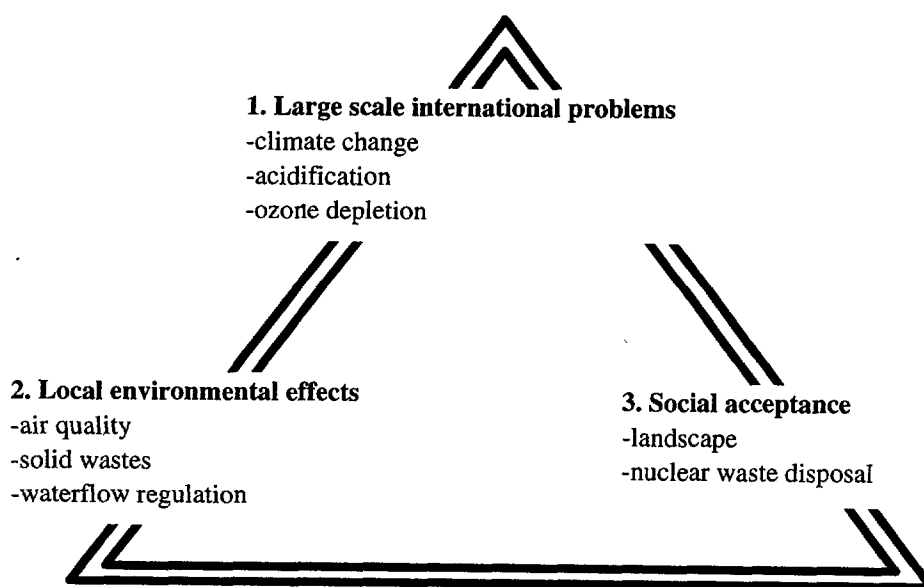 1. Large scale international problems
-climate change
-acidification
-ozone depletion
2. Local environmental effects
-air quality
-solid wastes
-waterflow regulation
3. Social acceptance
-landscape
-nuclear waste disposal